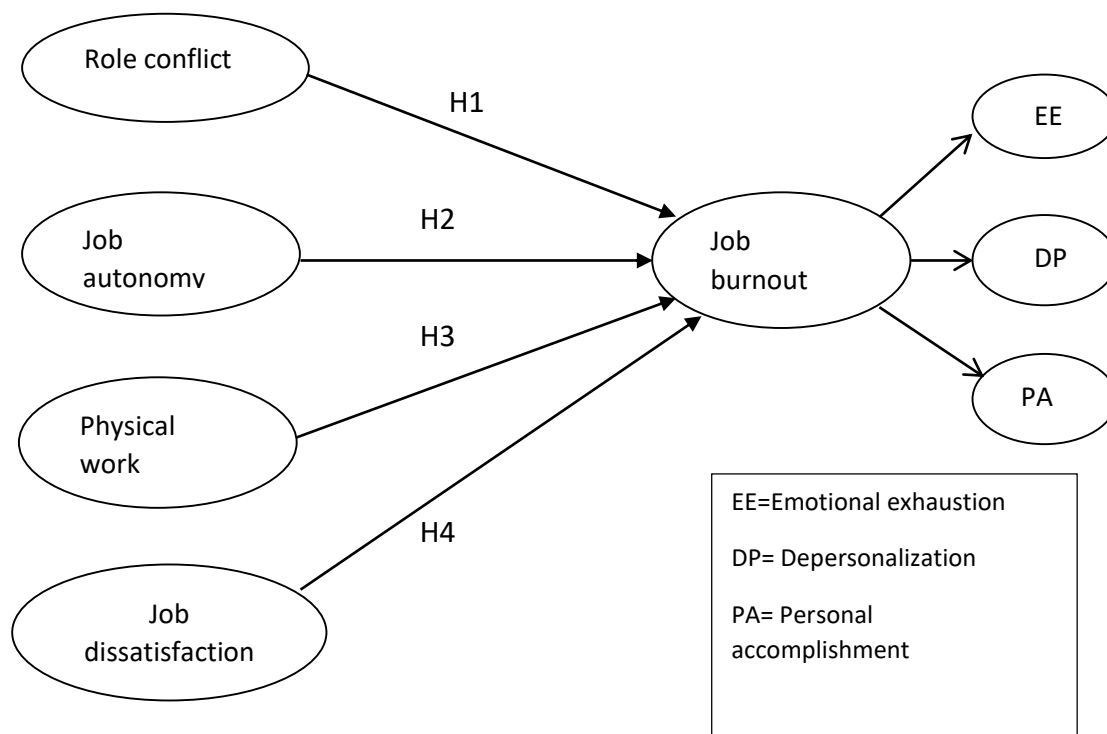 Role conflict
H1
EE
Job
autonomy
H2
Job
burnout
DP
H3
Physical
work
PA
H4
Job
dissatisfaction
EE=Emotional exhaustion
DP= Depersonalization
PA= Personal
accomplishment